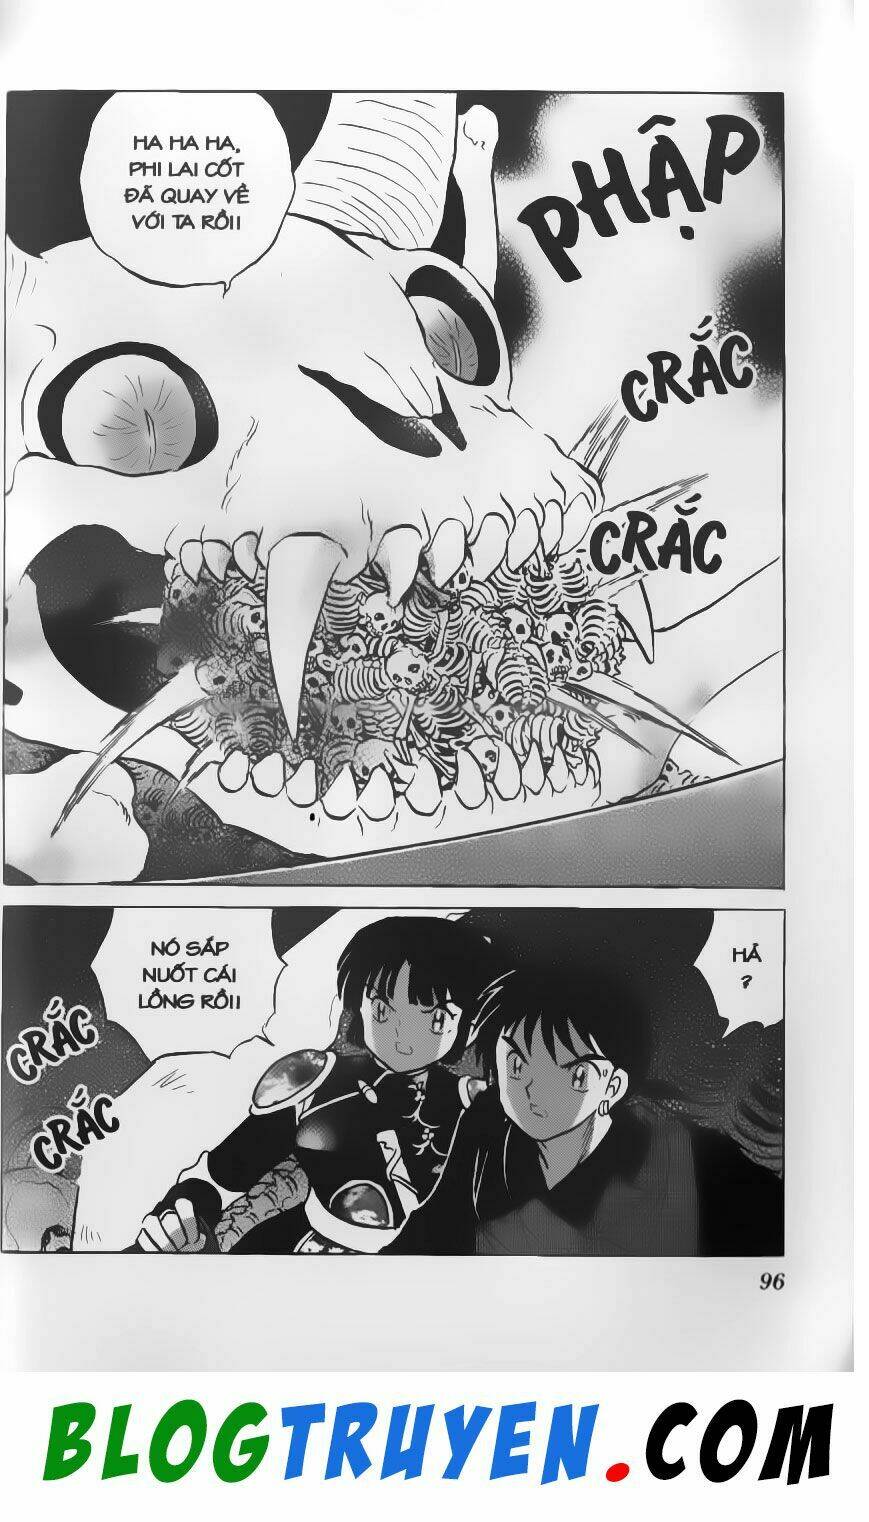 HA HA HA,
PHI LAI CỐT
ĐÃ QUAY VỀ
VỚI TA RỒI!
PHẬP
CRẮC
CRẮC
HẢ
?
NÓ SẮP
NUỐT CÁI
LỒNG RỒI!
CRẮC
CRẮC
96
BLOGTRUYEN.COM